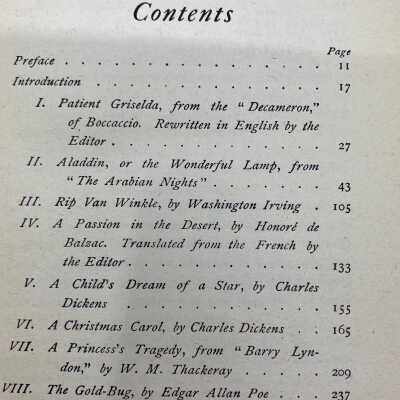 Contents
Page
Preface . . . . . . . . . . . . . 11
Introduction . . . . . . . . . . . 17
I. Patient Griselda, from the "Decameron,"
of Boccaccio. Rewritten in English by the
Editor . . . . . . . . . . . 27
II. Aladdin, or the Wonderful Lamp, from
"The Arabian Nights" . . . . . . 43
III. Rip Van Winkle, by Washington Irving . 105
IV. A Passion in the Desert, by Honoré de
Balzac. Translated from the French by
the Editor . . . . . . . . . . 133
V. A Child's Dream of a Star, by Charles
Dickens . . . . . . . . . . 155
VI. A Christmas Carol, by Charles Dickens . . 165
VII. A Princess's Tragedy, from "Barry Lyn-
don," by W. M. Thackeray . . . . . 209
VIII. The Gold-Bug, by Edgar Allan Poe . . . 237